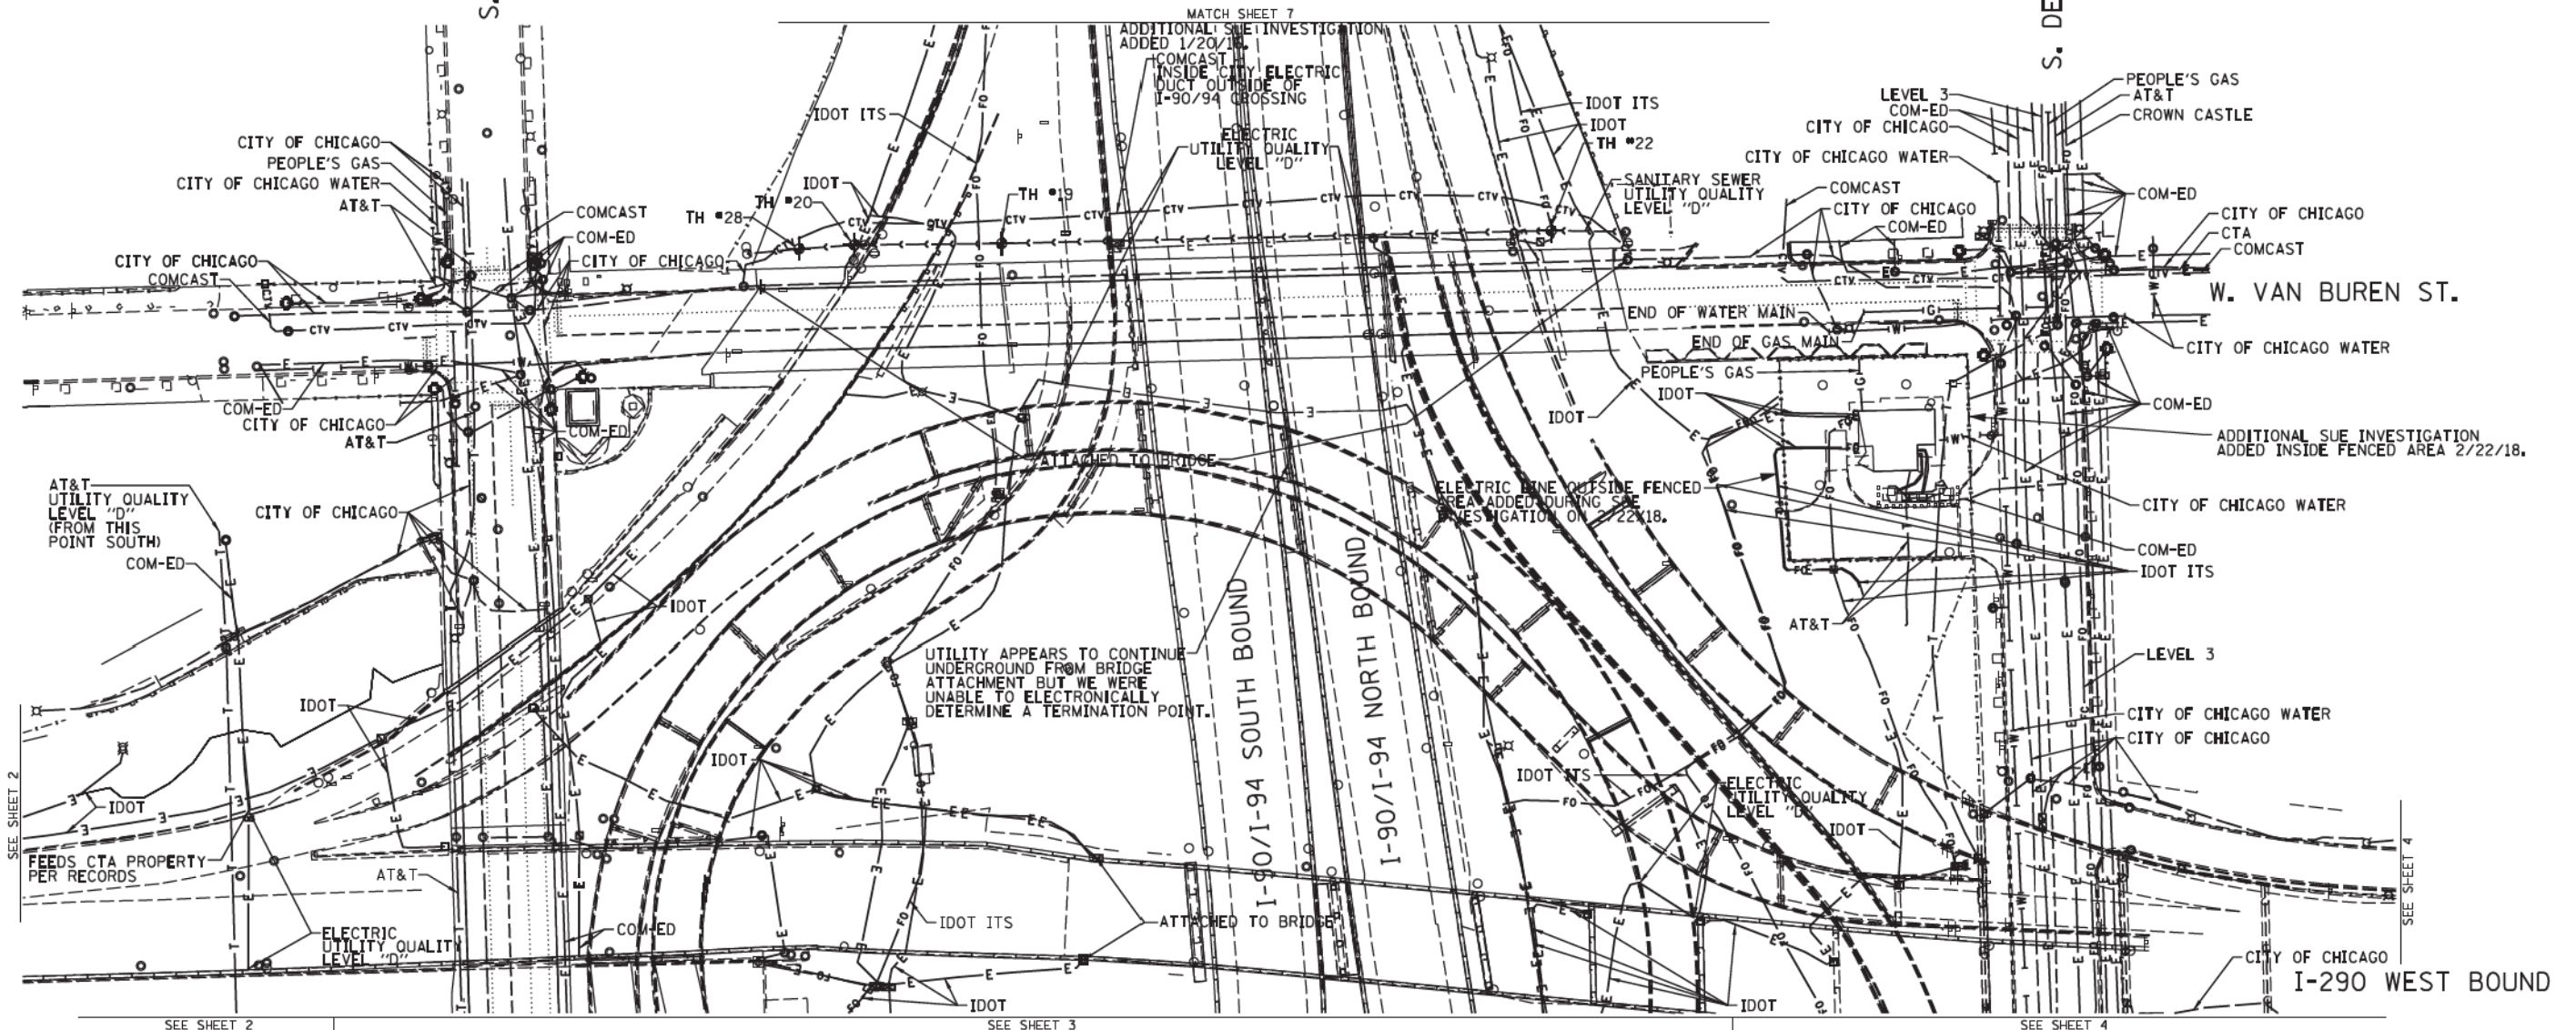 MATCH SHEET 7
S.
S. DE
ADDITIONAL SUE INVESTIGATION
ADDED 1/20/1
COMCAST
INSIDE CITY ELECTRIC
DUCT OUTSIDE OF
I-90/94 CROSSING
IDOT ITS
ELECTRIC
UTILITY QUALITY
LEVEL "D"
IDOT ITS
IDOT
TH #22
LEVEL 3
COM-ED
CITY OF CHICAGO
CITY OF CHICAGO WATER
PEOPLE'S GAS
AT&T
CROWN CASTLE
CITY OF CHICAGO
PEOPLE'S GAS
CITY OF CHICAGO WATER
AT&T
COMCAST
COM-ED
CITY OF CHICAGO
TH #28
TH #20
IDOT
TH #19
SANITARY SEWER
UTILITY QUALITY
LEVEL "D"
COMCAST
CITY OF CHICAGO
COM-ED
COM-ED
CITY OF CHICAGO
CTA
COMCAST
CITY OF CHICAGO
COMCAST
W. VAN BUREN ST.
END OF WATER MAIN
END OF GAS MAIN
PEOPLE'S GAS
IDOT
IDOT
CITY OF CHICAGO WATER
COM-ED
COM-ED
CITY OF CHICAGO
AT&T
COM-ED
ATTACHED TO BRIDGE
ADDITIONAL SUE INVESTIGATION
ADDED INSIDE FENCED AREA 2/22/18.
AT&T
UTILITY QUALITY
LEVEL "D"
(FROM THIS
POINT SOUTH)
COM-ED
CITY OF CHICAGO
ELECTRIC LINE OUTSIDE FENCED
AREA ADDED DURING SUE
INVESTIGATION ON 2/22/18.
CITY OF CHICAGO WATER
COM-ED
IDOT ITS
IDOT
AT&T
UTILITY APPEARS TO CONTINUE
UNDERGROUND FROM BRIDGE
ATTACHMENT BUT WE WERE
UNABLE TO ELECTRONICALLY
DETERMINE A TERMINATION POINT.
I-90/I-94 SOUTH BOUND
I-90/I-94 NORTH BOUND
LEVEL 3
CITY OF CHICAGO WATER
CITY OF CHICAGO
IDOT
IDOT
IDOT
IDOT ITS
ELECTRIC
UTILITY QUALITY
LEVEL "D"
IDOT
SEE SHEET 2
FEEDS CTA PROPERTY
PER RECORDS
AT&T
ELECTRIC
UTILITY QUALITY
LEVEL "D"
COM-ED
IDOT ITS
ATTACHED TO BRIDGE
IDOT
IDOT
SEE SHEET 4
CITY OF CHICAGO
I-290 WEST BOUND
SEE SHEET 2
SEE SHEET 3
SEE SHEET 4